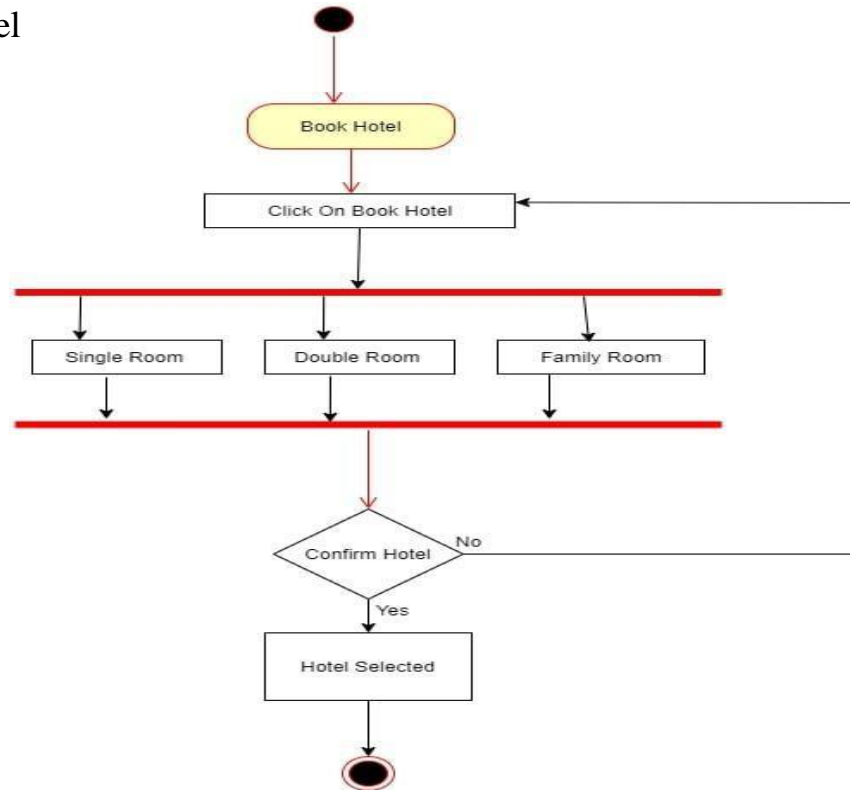 el
Book Hotel
Click On Book Hotel
Single Room
Double Room
Family Room
Confirm Hotel
No
Yes
Hotel Selected